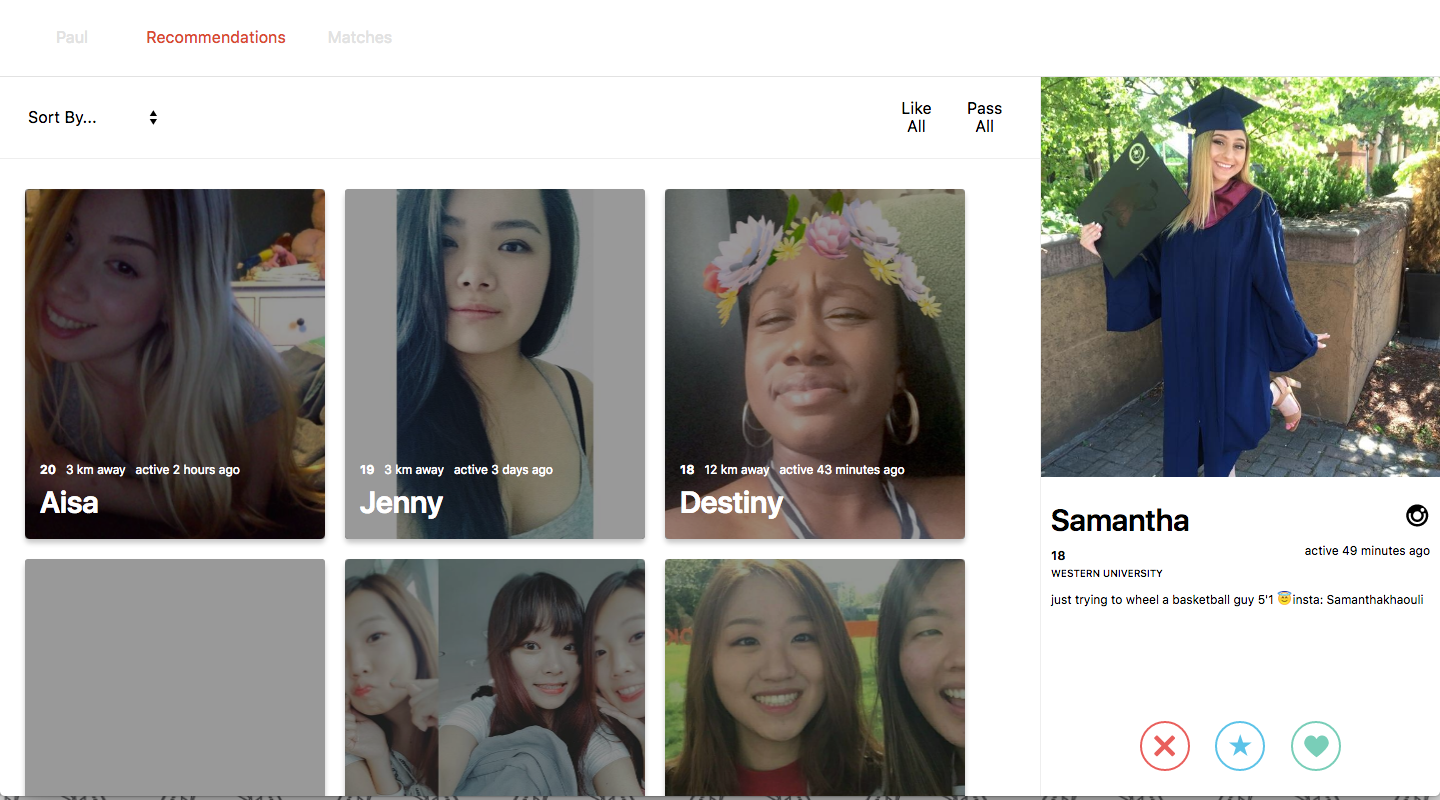 Paul
Recommendations
Matches
Sort By...
Like
All
Pass
All
20 3 km away active 2 hours ago
Aisa
19 3 km away active 3 days ago
Jenny
18 12 km away active 43 minutes ago
Destiny
Samantha
18
active 49 minutes ago
WESTERN UNIVERSITY
just trying to wheel a basketball guy 5'1 😇insta: Samanthakhaouli